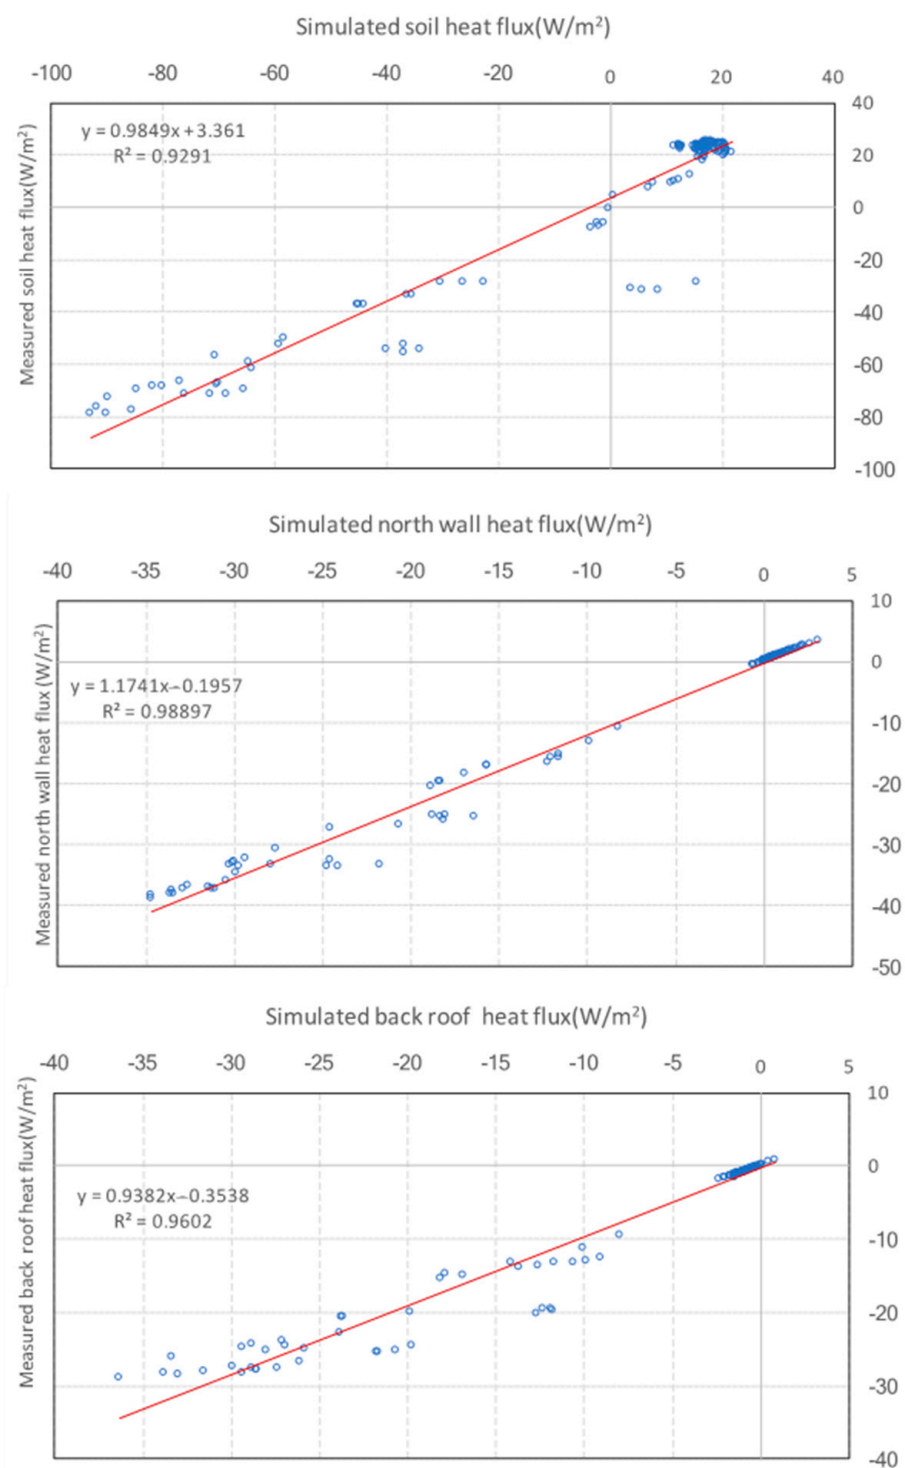 Simulated soil heat flux(W/m²)
-100 -80 -60 -40 -20 0 20 40
Measured soil heat flux(W/m²)
y = 0.9849x + 3.361
R² = 0.9291
40
20
0
-20
-40
-60
-80
-100
Simulated north wall heat flux(W/m²)
-40 -35 -30 -25 -20 -15 -10 -5 0 5
Measured north wall heat flux (W/m²)
y = 1.1741x–0.1957
R² = 0.98897
10
0
-10
-20
-30
-40
-50
Simulated back roof heat flux(W/m²)
-40 -35 -30 -25 -20 -15 -10 -5 0 5
Measured back roof heat flux(W/m²)
y = 0.9382x–0.3538
R² = 0.9602
10
0
-10
-20
-30
-40